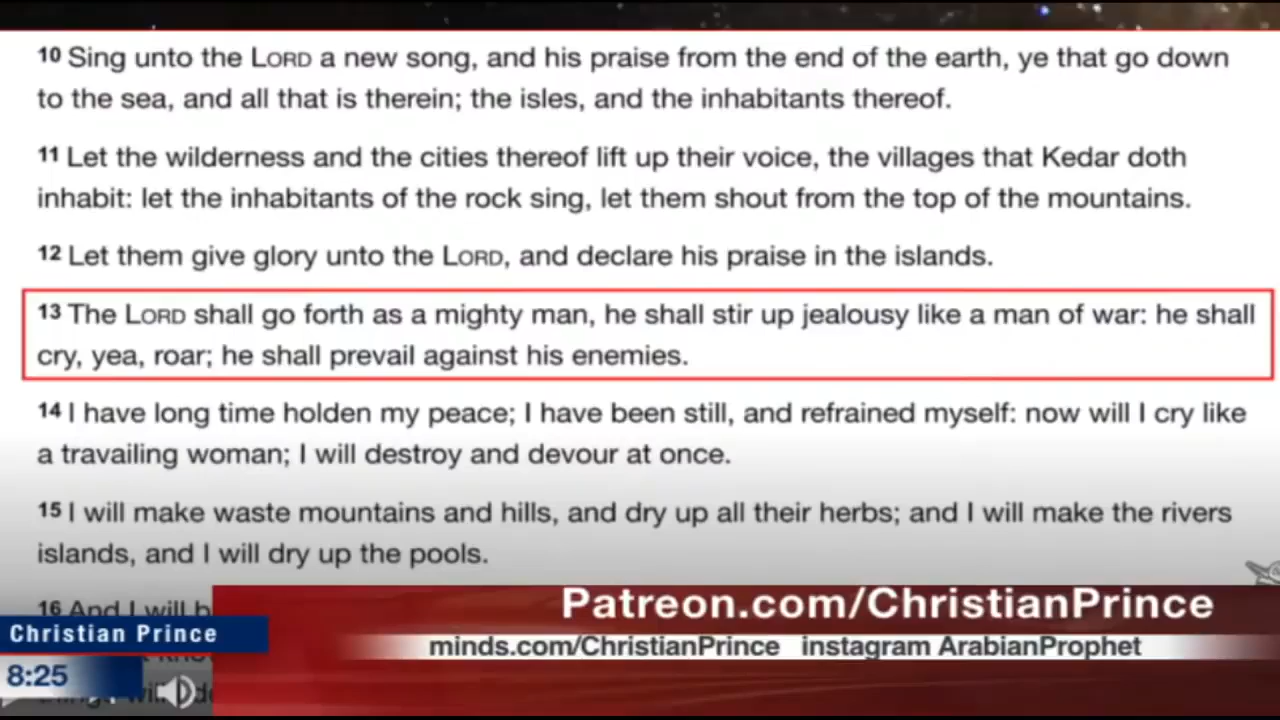 10 Sing unto the LORD a new song, and his praise from the end of the earth, ye that go down
to the sea, and all that is therein; the isles, and the inhabitants thereof.
11 Let the wilderness and the cities thereof lift up their voice, the villages that Kedar doth
inhabit: let the inhabitants of the rock sing, let them shout from the top of the mountains.
12 Let them give glory unto the LORD, and declare his praise in the islands.
13 The LORD shall go forth as a mighty man, he shall stir up jealousy like a man of war: he shall
cry, yea, roar; he shall prevail against his enemies.
14 I have long time holden my peace; I have been still, and refrained myself: now will I cry like
a travailing woman; I will destroy and devour at once.
15 I will make waste mountains and hills, and dry up all their herbs; and I will make the rivers
islands, and I will dry up the pools.
16 And I will
Patreon.com/ChristianPrince
Christian Prince
minds.com/ChristianPrince instagram ArabianProphet
8:25